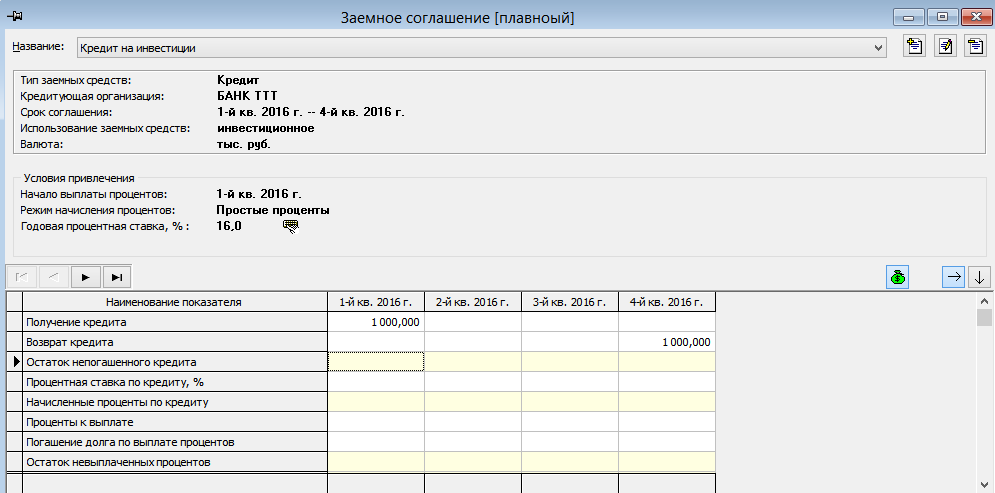 Заемное соглашение [плавноый]
Название: Кредит на инвестиции
Тип заемных средств: Кредит
Кредитующая организация: БАНК ТТТ
Срок соглашения: 1-й кв. 2016 г. -- 4-й кв. 2016 г.
Использование заемных средств: инвестиционное
Валюта: тыс. руб.
Условия привлечения
Начало выплаты процентов: 1-й кв. 2016 г.
Режим начисления процентов: Простые проценты
Годовая процентная ставка, % : 16,0
Наименование показателя 1-й кв. 2016 г. 2-й кв. 2016 г. 3-й кв. 2016 г. 4-й кв. 2016 г.
Получение кредита 1 000,000
Возврат кредита 1 000,000
Остаток непогашенного кредита
Процентная ставка по кредиту, %
Начисленные проценты по кредиту
Проценты к выплате
Погашение долга по выплате процентов
Остаток невыплаченных процентов